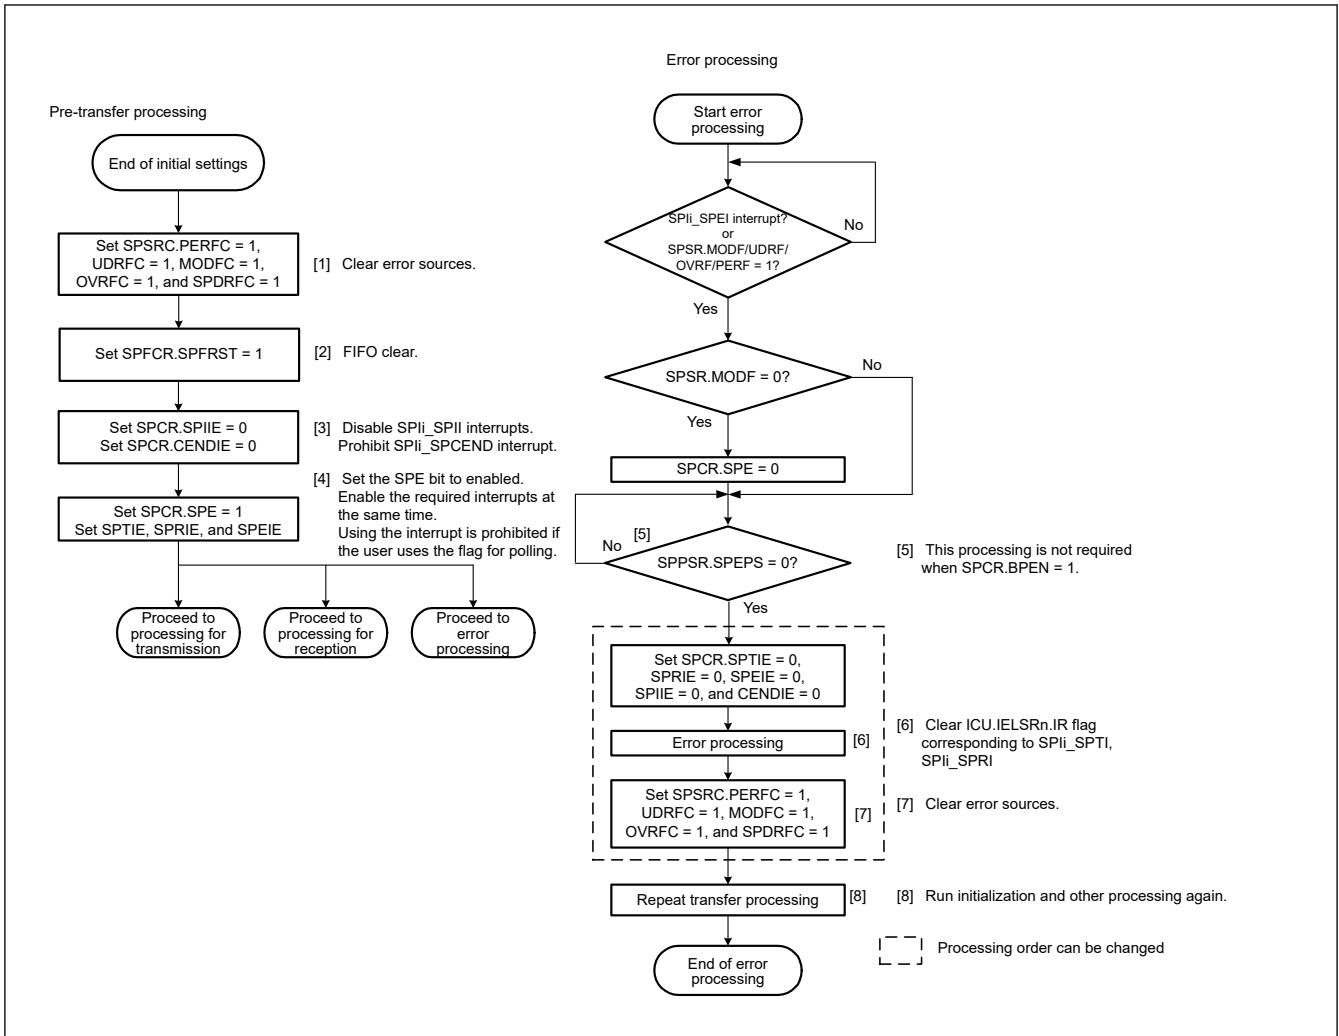 Pre-transfer processing
End of initial settings
Set SPSRC.PERFC = 1,
UDRFC = 1, MODFC = 1,
OVRFC = 1, and SPDRFC = 1
[1] Clear error sources.
Set SPFCR.SPFRST = 1
[2] FIFO clear.
Set SPCR.SPIIE = 0
Set SPCR.CENDIE = 0
[3] Disable SPIi_SPII interrupts.
Prohibit SPIi_SPCEND interrupt.
Set SPCR.SPE = 1
Set SPTIE, SPRIE, and SPEIE
[4] Set the SPE bit to enabled.
Enable the required interrupts at
the same time.
Using the interrupt is prohibited if
the user uses the flag for polling.
Proceed to
processing for
transmission
Proceed to
processing for
reception
Proceed to
error
processing
Error processing
Start error
processing
SPIi_SPEI interrupt?
or
SPSR.MODF/UDRF/
OVRF/PERF = 1?
No
Yes
SPSR.MODF = 0?
No
Yes
SPCR.SPE = 0
[5]
No
SPPSR.SPEPS = 0?
Yes
[5] This processing is not required
when SPCR.BPEN = 1.
Set SPCR.SPTIE = 0,
SPRIE = 0, SPEIE = 0,
SPIIE = 0, and CENDIE = 0
Error processing
[6]
[6] Clear ICU.IELSRn.IR flag
corresponding to SPIi_SPTI,
SPIi_SPRI
Set SPSRC.PERFC = 1,
UDRFC = 1, MODFC = 1,
OVRFC = 1, and SPDRFC = 1
[7]
[7] Clear error sources.
Repeat transfer processing
[8]
[8] Run initialization and other processing again.
End of error
processing
Processing order can be changed